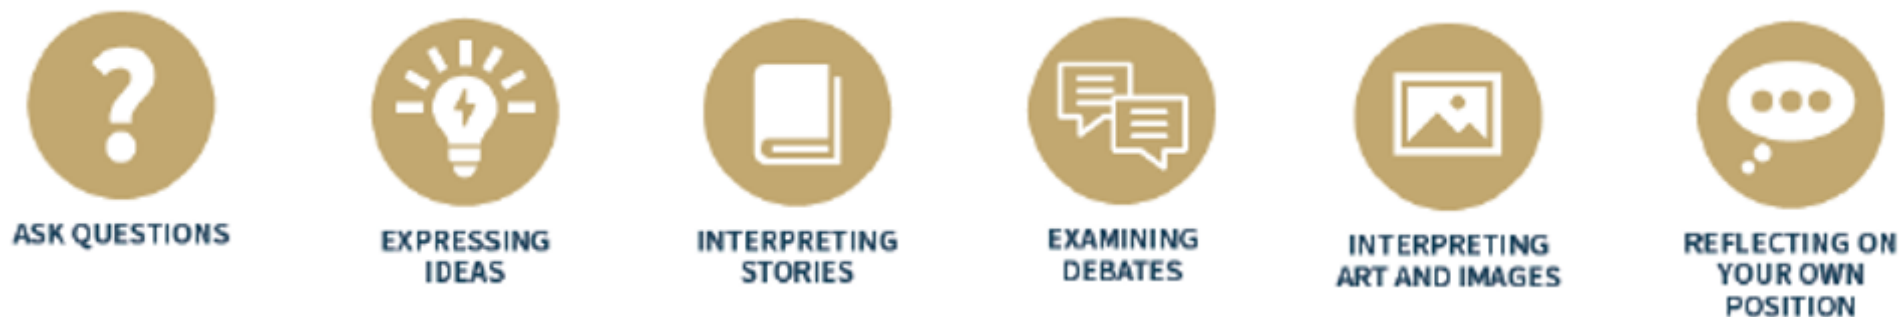 ASK QUESTIONS
EXPRESSING
IDEAS
INTERPRETING
STORIES
EXAMINING
DEBATES
INTERPRETING
ART AND IMAGES
REFLECTING ON
YOUR OWN
POSITION